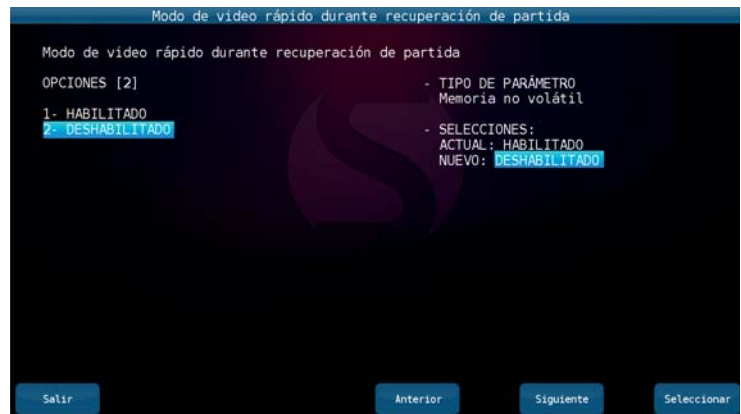 Modo de video rápido durante recuperación de partida
Modo de video rápido durante recuperación de partida
OPCIONES [2]
1- HABILITADO
2- DESHABILITADO
- TIPO DE PARÁMETRO
Memoria no volátil
- SELECCIONES:
ACTUAL: HABILITADO
NUEVO: DESHABILITADO
Salir
Anterior
Siguiente
Seleccionar